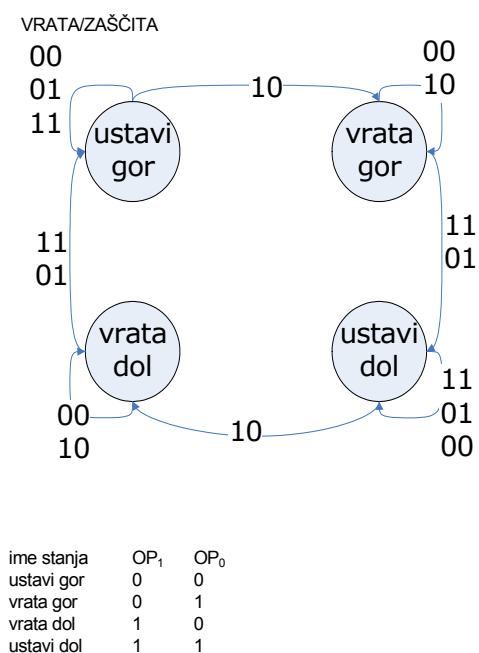 VRATA/ZAŠČITA
00
01
11
10
00
10
ustavi
gor
vrata
gor
11
01
11
01
vrata
dol
ustavi
dol
00
10
10
11
01
00
ime stanja OP₁ OP₀
ustavi gor 0 0
vrata gor 0 1
vrata dol 1 0
ustavi dol 1 1